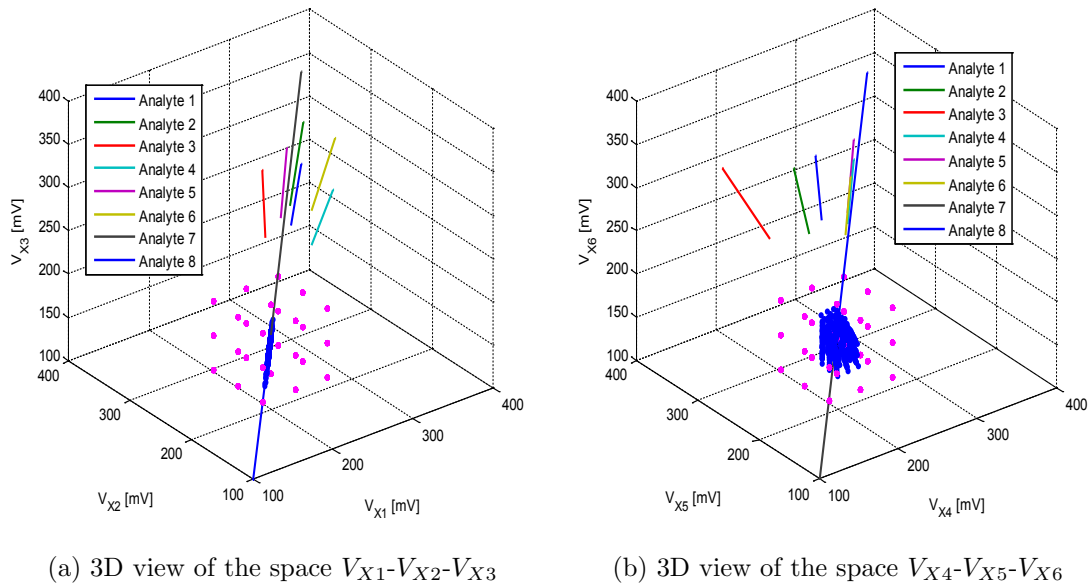 400
350
300
250
200
150
100
V_X3 [mV]
400
300
200
100
V_X2 [mV]
100
200
300
400
V_X1 [mV]
Analyte 1
Analyte 2
Analyte 3
Analyte 4
Analyte 5
Analyte 6
Analyte 7
Analyte 8
(a) 3D view of the space V_X1-V_X2-V_X3
400
350
300
250
200
150
100
V_X6 [mV]
400
300
200
100
V_X5 [mV]
100
200
300
400
V_X4 [mV]
Analyte 1
Analyte 2
Analyte 3
Analyte 4
Analyte 5
Analyte 6
Analyte 7
Analyte 8
(b) 3D view of the space V_X4-V_X5-V_X6